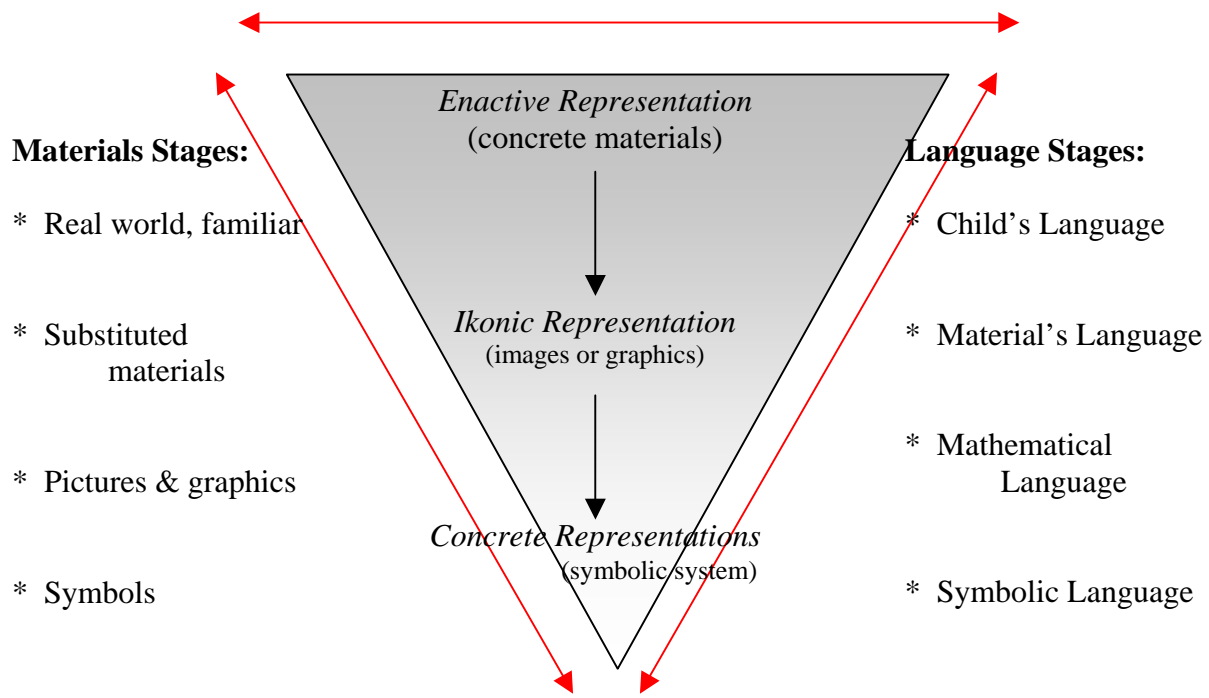 Enactive Representation
(concrete materials)
Materials Stages:
* Real world, familiar
* Substituted
materials
* Pictures & graphics
* Symbols
Ikonic Representation
(images or graphics)
Concrete Representations
(symbolic system)
Language Stages:
* Child’s Language
* Material’s Language
* Mathematical
Language
* Symbolic Language